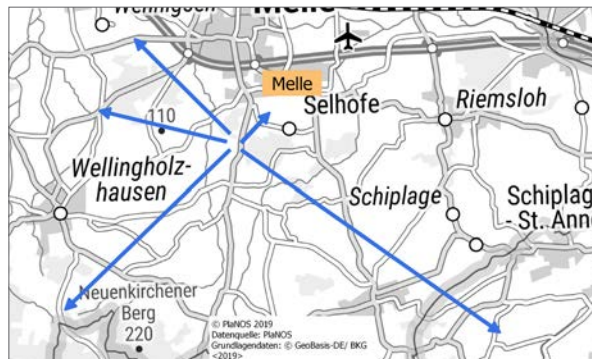 Melle
Melle
Selhofe
Riemsloh
110
Wellingholz-
hausen
Schiplage
Schiplag
- St. Anne
Neuenkirchener
Berg
220
© PlaNOS 2019
Datenquelle: PlaNOS
Grundlagendaten: © GeoBasis-DE/ BKG
<2019>